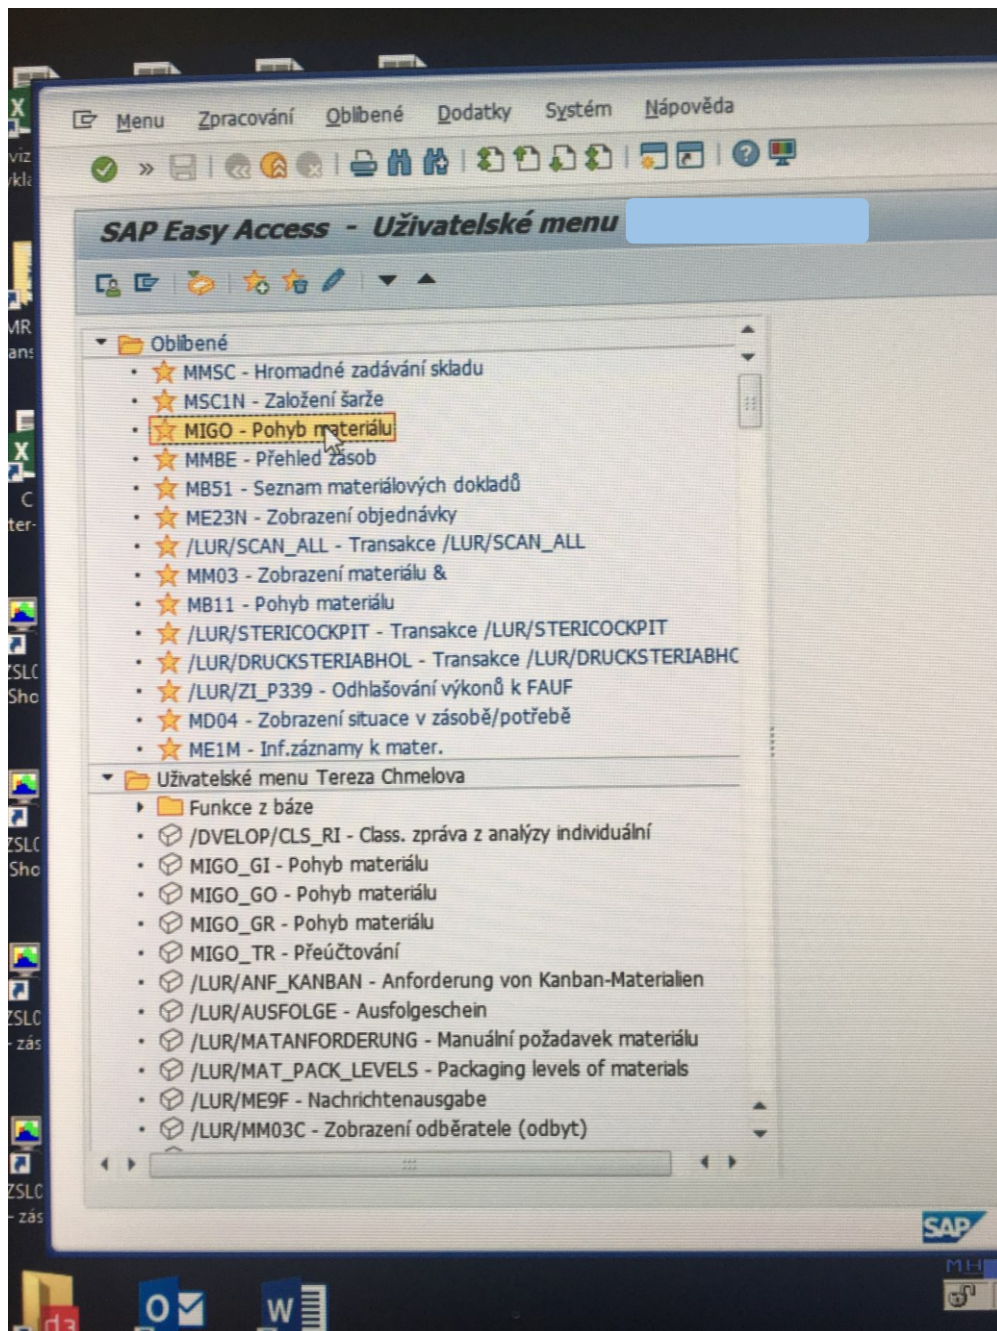 Menu Zpracování Oblíbené Dodatky Systém Nápověda
SAP Easy Access - Uživatelské menu
Oblíbené
MMSC - Hromadné zadávání skladu
MSC1N - Založení šarže
MIGO - Pohyb materiálu
MMBE - Přehled zásob
MB51 - Seznam materiálových dokladů
ME23N - Zobrazení objednávky
/LUR/SCAN_ALL - Transakce /LUR/SCAN_ALL
MM03 - Zobrazení materiálu &
MB11 - Pohyb materiálu
/LUR/STERICOCKPIT - Transakce /LUR/STERICOCKPIT
/LUR/DRUCKSTERIABHOL - Transakce /LUR/DRUCKSTERIABHO
/LUR/ZI_P339 - Odhlašování výkonů k FAUF
MD04 - Zobrazení situace v zásobě/potřebě
ME1M - Inf.záznamy k mater.
Uživatelské menu Tereza Chmelova
Funkce z báze
/DVELOP/CLS_RI - Class. zpráva z analýzy individuální
MIGO_GI - Pohyb materiálu
MIGO_GO - Pohyb materiálu
MIGO_GR - Pohyb materiálu
MIGO_TR - Přeúčtování
/LUR/ANF_KANBAN - Anforderung von Kanban-Materialien
/LUR/AUSFOLGE - Ausfolgeschein
/LUR/MATANFORDERUNG - Manuální požadavek materiálu
/LUR/MAT_PACK_LEVELS - Packaging levels of materials
/LUR/ME9F - Nachrichtenausgabe
/LUR/MM03C - Zobrazení odběratele (odbyt)
SAP
MH
d3